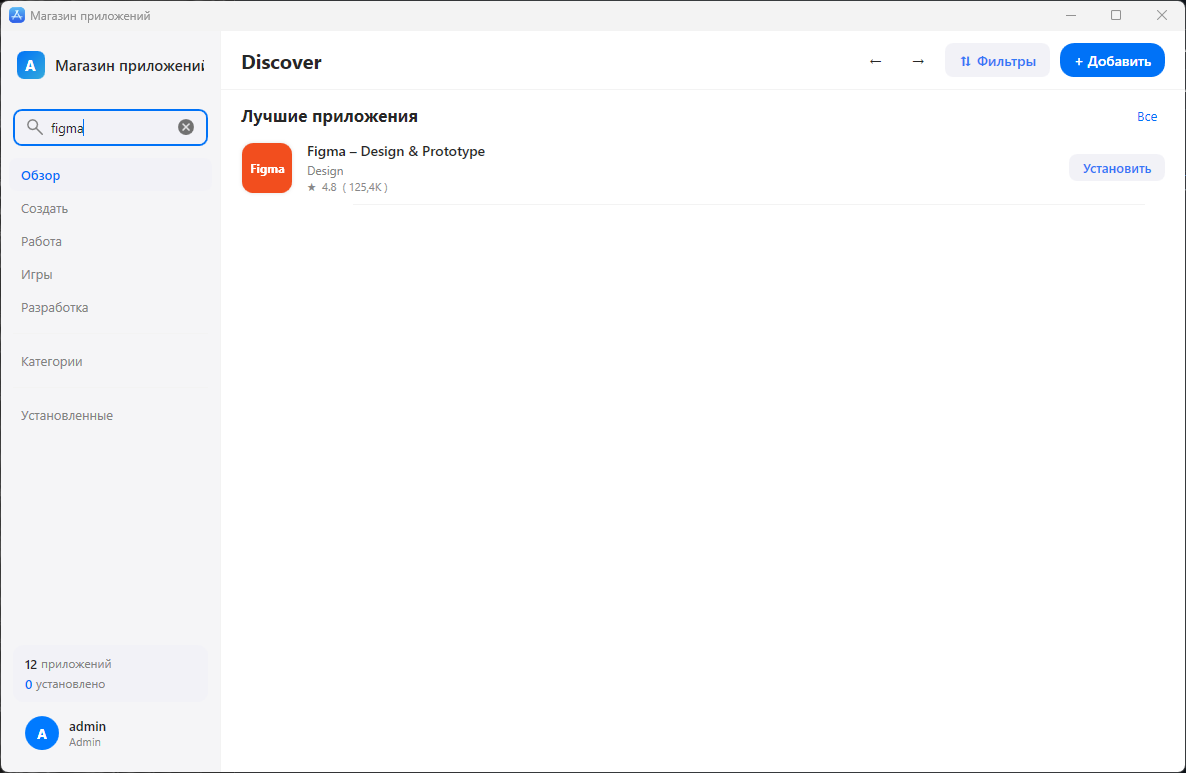 Магазин приложений
A Магазин приложений
figma
Обзор
Создать
Работа
Игры
Разработка
Категории
Установленные
12 приложений
0 установлено
A
admin
Admin
Discover
← → ⇅ Фильтры + Добавить
Лучшие приложения
Все
Figma
Figma – Design & Prototype
Design
★ 4.8 ( 125,4K )
Установить